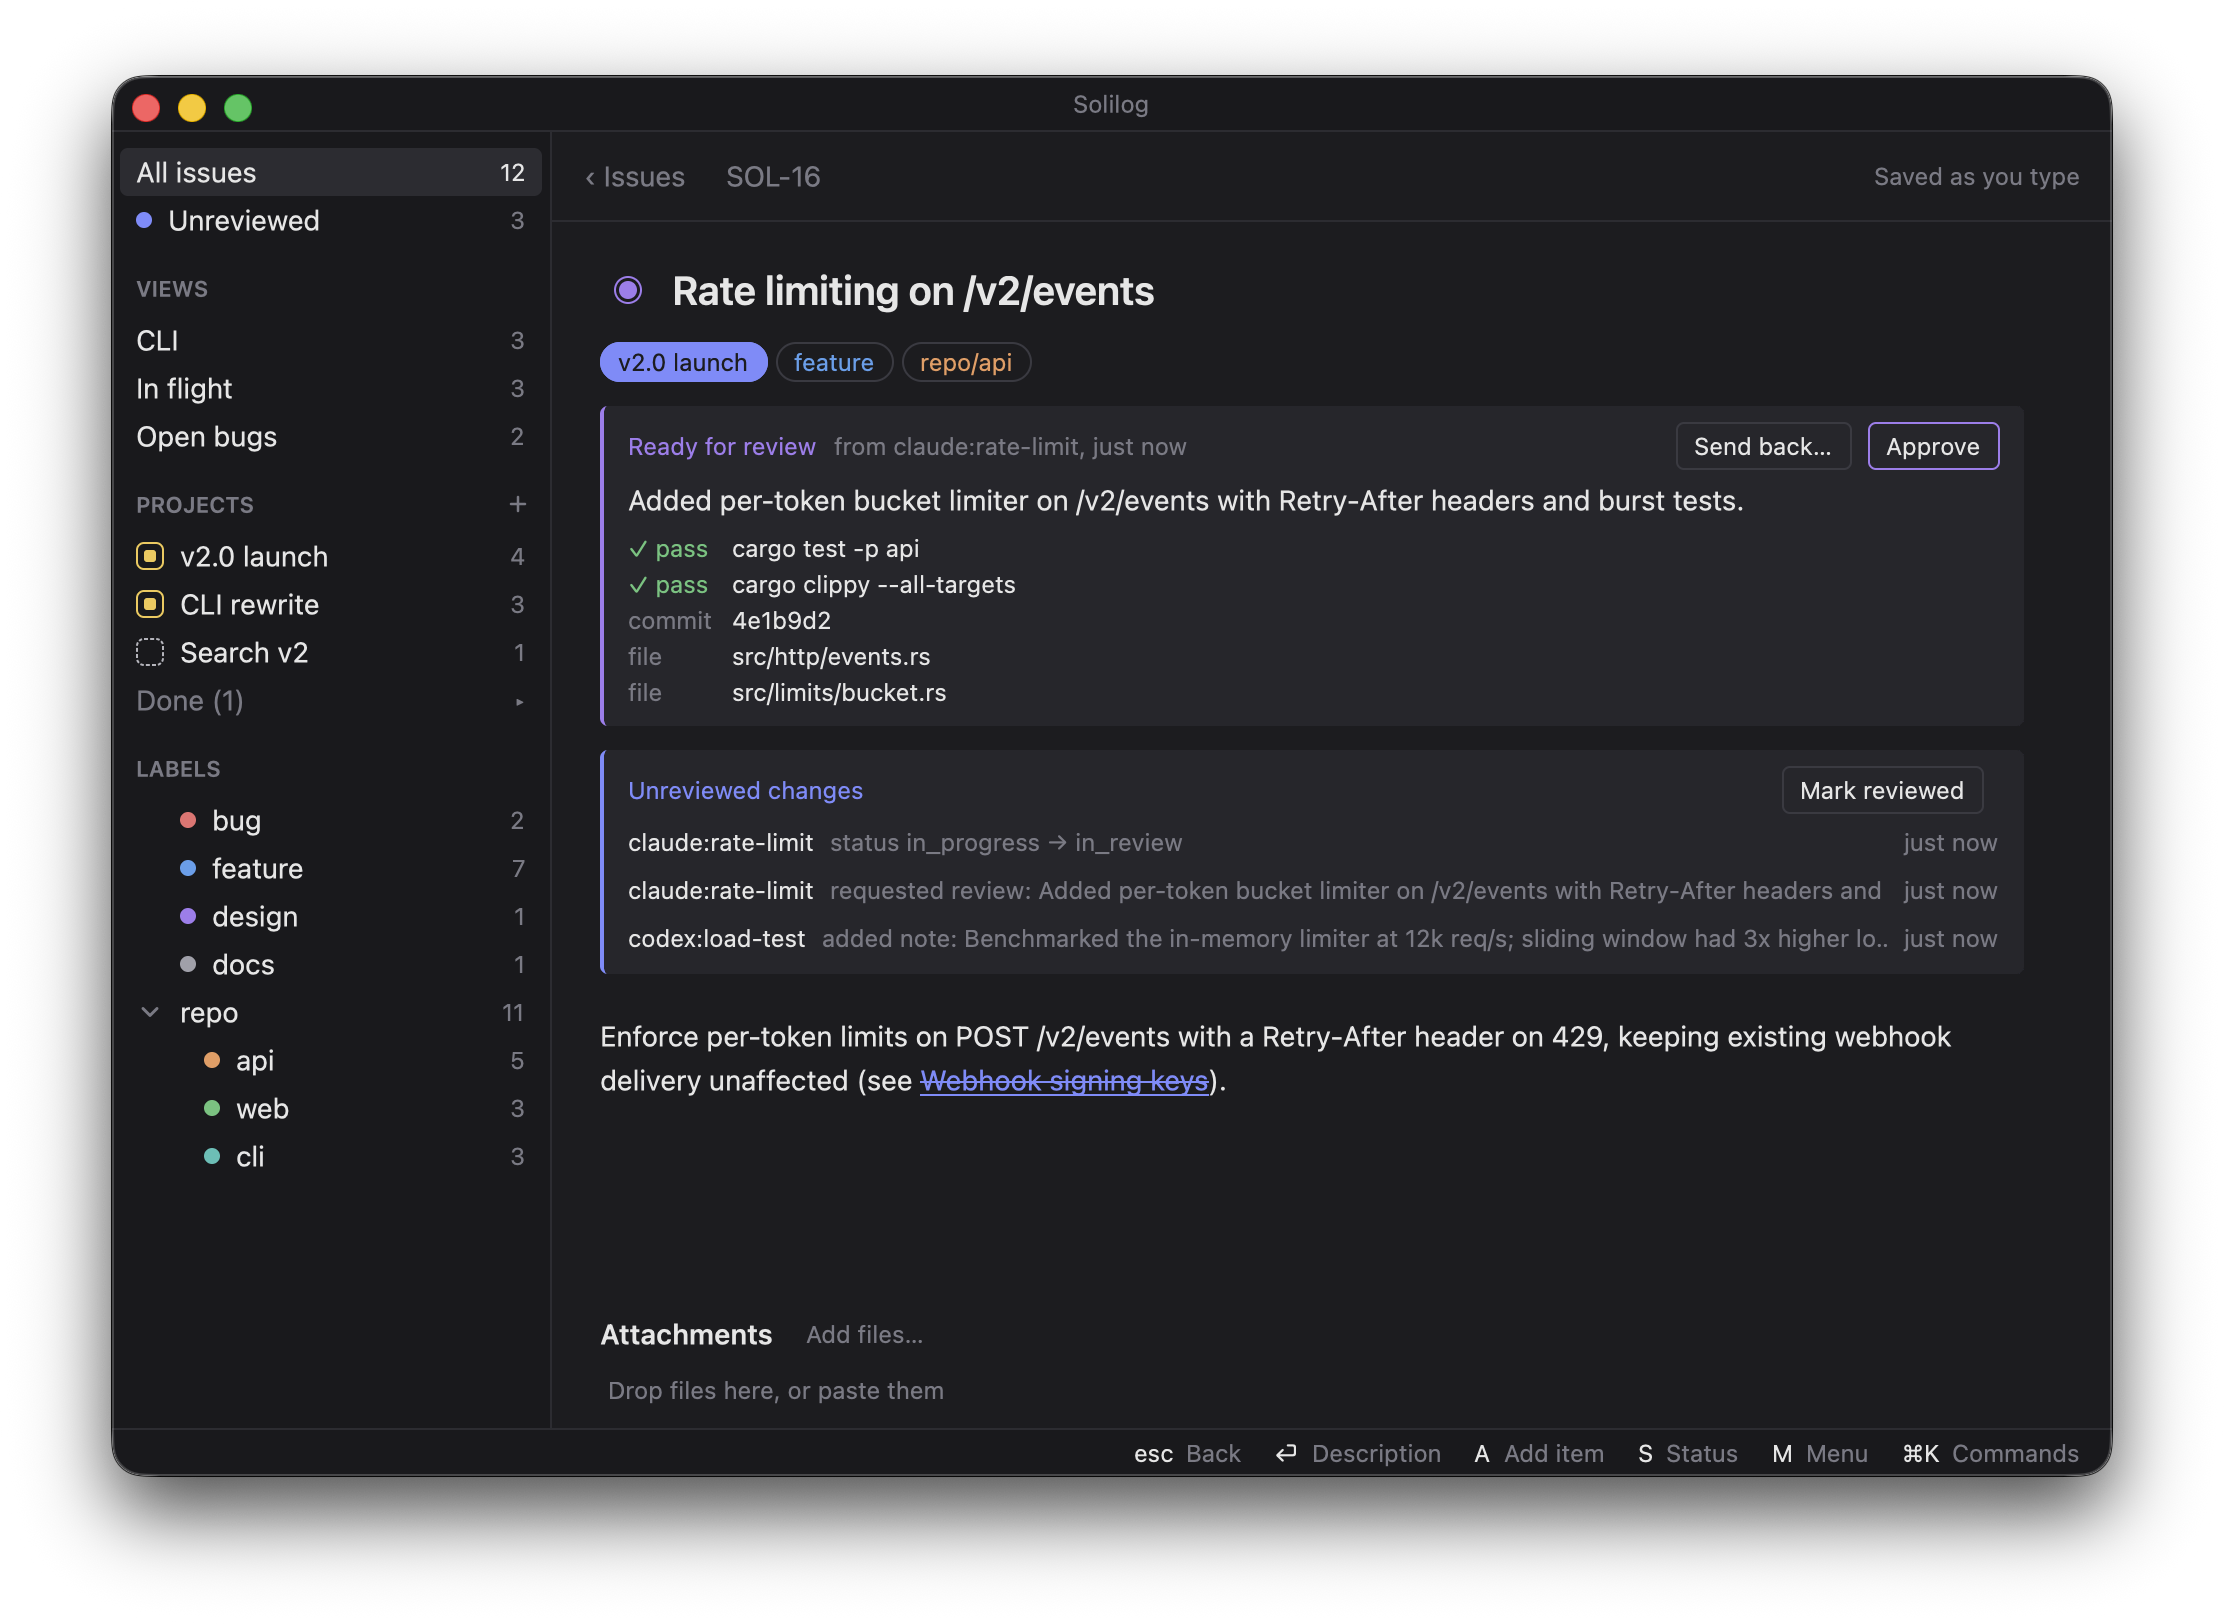 Solilog
All issues 12
Unreviewed 3
VIEWS
CLI 3
In flight 3
Open bugs 2
PROJECTS +
v2.0 launch 4
CLI rewrite 3
Search v2 1
Done (1) ▸
LABELS
bug 2
feature 7
design 1
docs 1
repo 11
api 5
web 3
cli 3
‹ Issues SOL-16 Saved as you type
Rate limiting on /v2/events
v2.0 launch feature repo/api
Ready for review from claude:rate-limit, just now Send back... Approve
Added per-token bucket limiter on /v2/events with Retry-After headers and burst tests.
✓ pass cargo test -p api
✓ pass cargo clippy --all-targets
commit 4e1b9d2
file src/http/events.rs
file src/limits/bucket.rs
Unreviewed changes Mark reviewed
claude:rate-limit status in_progress → in_review just now
claude:rate-limit requested review: Added per-token bucket limiter on /v2/events with Retry-After headers and just now
codex:load-test added note: Benchmarked the in-memory limiter at 12k req/s; sliding window had 3x higher lo.. just now
Enforce per-token limits on POST /v2/events with a Retry-After header on 429, keeping existing webhook
delivery unaffected (see Webhook signing keys).
Attachments Add files...
Drop files here, or paste them
esc Back ↩ Description A Add item S Status M Menu ⌘K Commands